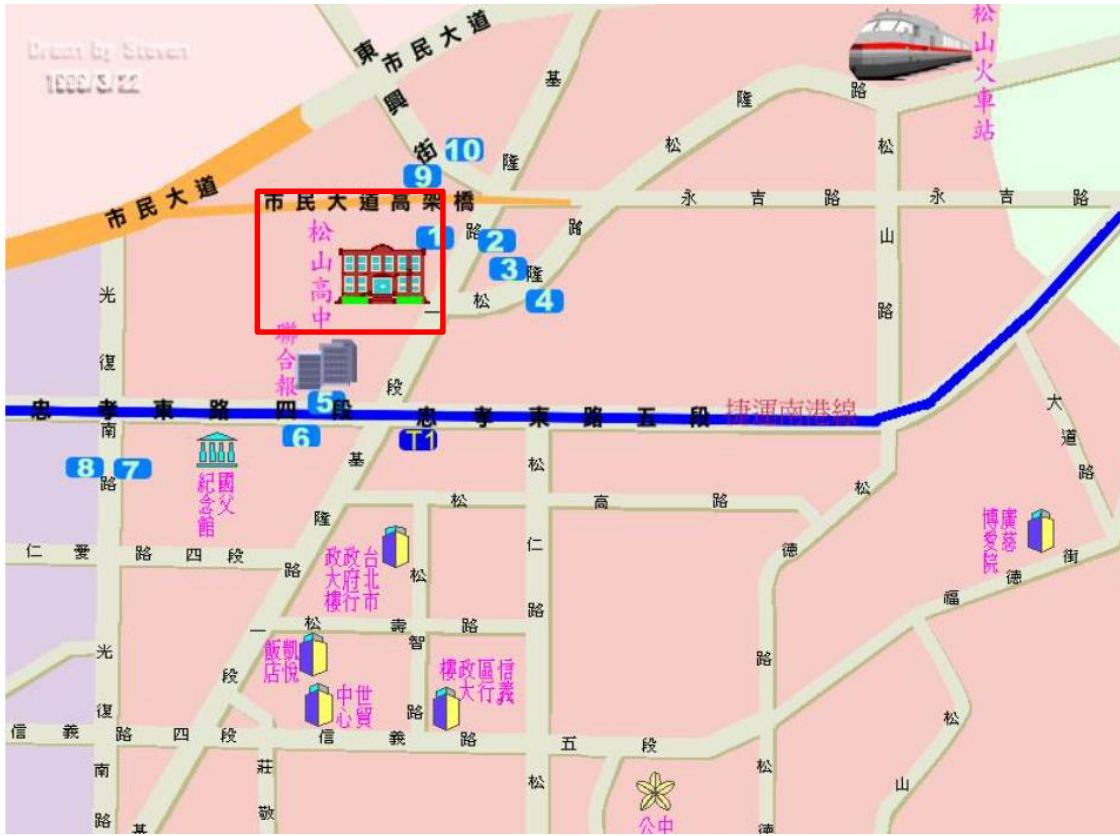 Drawn by Steven
1999/3/22
市民大道
東興街
基隆路一段
松隆路
松山火車站
松山路
10
9
市民大道
市民大道高架橋
永吉路
永吉路
松山高中
1
2
3
4
光復南路
聯合報
5
忠孝東路四段
忠孝東路五段
捷運南港線
6
T1
8
7
國父紀念館
大道路
松高路
松仁路
松德路
廣慈博愛院
福德街
仁愛路四段
基隆路一段
台北市政府行政大樓
松智路
松壽路
凱悅飯店
世貿中心
信義區行政大樓
光復南路
信義路四段
信義路五段
莊敬
松
松德
松山
中
公
基